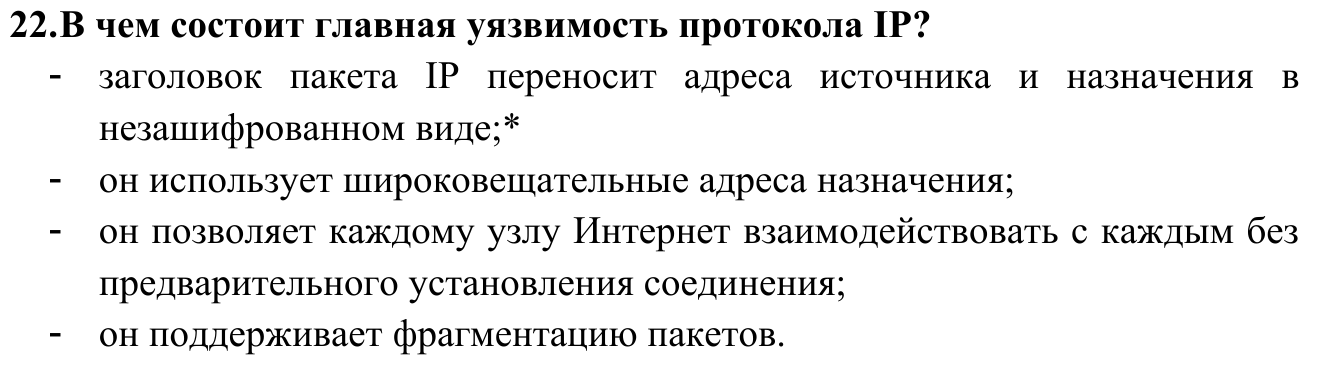 22.В чем состоит главная уязвимость протокола IP?
- заголовок пакета IP переносит адреса источника и назначения в
незашифрованном виде;*
- он использует широковещательные адреса назначения;
- он позволяет каждому узлу Интернет взаимодействовать с каждым без
предварительного установления соединения;
- он поддерживает фрагментацию пакетов.